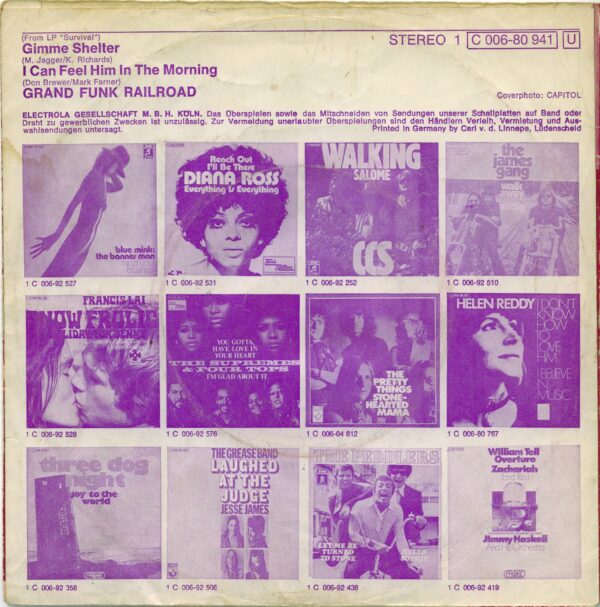 (From LP "Survival")
Gimme Shelter
(M. Jagger/K. Richards)
I Can Feel Him In The Morning
(Don Brewer/Mark Farner)
GRAND FUNK RAILROAD
STEREO 1 C 006-80 941 U
Coverphoto: CAPITOL
ELECTROLA GESELLSCHAFT M. B. H. KÖLN. Das Überspielen sowie das Mitschneiden von Sendungen unserer Schallplatten auf Band oder
Draht zu gewerblichen Zwecken ist unzulässig. Zur Vermeidung unerlaubter Überspielungen sind den Händlern Verleih, Vermietung und Aus-
wahlsendungen untersagt.
Printed in Germany by Carl v. d. Linnepe, Lüdenscheid
blue mink:
the banner man
1 C 006-92 527
Reach Out
I'll Be There
DIANA ROSS
Everything Is Everything
1 C 006-92 531
WALKING
SALOME
CCS
1 C 006-92 252
the
james
gang
walk
away
1 C 006-92 510
FRANCIS LAI
SNOW FROLIC
1 C 006-92 528
YOU GOTTA
HAVE LOVE IN
YOUR HEART
THE SUPREMES
& FOUR TOPS
I'M GLAD ABOUT IT
1 C 006-92 576
THE
PRETTY
THINGS
STONE-
HEARTED
MAMA
1 C 006-04 812
HELEN REDDY
I DON'T
KNOW
HOW
TO
LOVE
HIM
I
BELIEVE
IN
MUSIC
1 C 006-80 767
three dog
night
joy to the
world
1 C 006-92 358
THE GREASE BAND
LAUGHED
AT THE
JUDGE
JESSE JAMES
1 C 006-92 506
THE PEDDLERS
LET ME BE
TURNED
TO STONE
HELLO
SOPHIE
1 C 006-92 438
William Tell
Overture
Zachariah
Jimmy Haskell
And His Orchestra
1 C 006-92 419